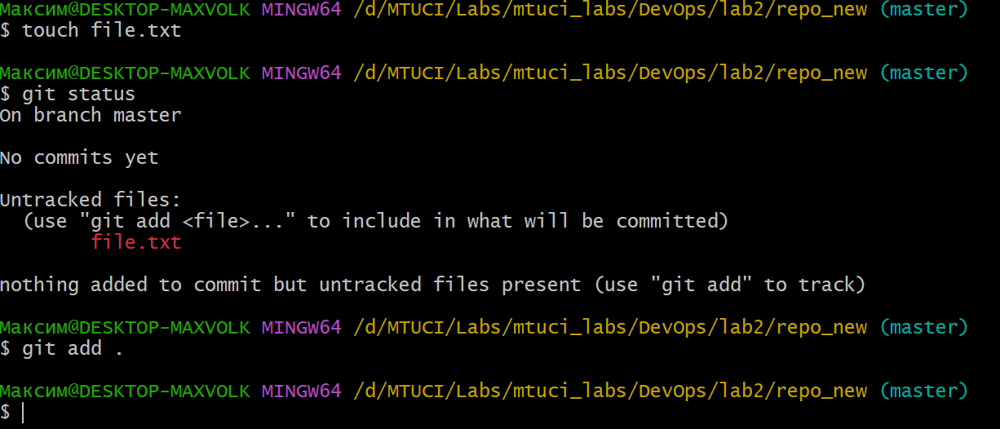 Максим@DESKTOP-MAXVOLK MINGW64 /d/MTUCI/Labs/mtuci_labs/DevOps/lab2/repo_new (master)
$ touch file.txt
Максим@DESKTOP-MAXVOLK MINGW64 /d/MTUCI/Labs/mtuci_labs/DevOps/lab2/repo_new (master)
$ git status
On branch master
No commits yet
Untracked files:
(use "git add <file>..." to include in what will be committed)
file.txt
nothing added to commit but untracked files present (use "git add" to track)
Максим@DESKTOP-MAXVOLK MINGW64 /d/MTUCI/Labs/mtuci_labs/DevOps/lab2/repo_new (master)
$ git add .
Максим@DESKTOP-MAXVOLK MINGW64 /d/MTUCI/Labs/mtuci_labs/DevOps/lab2/repo_new (master)
$